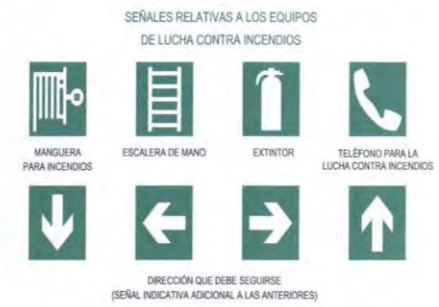 SEÑALES RELATIVAS A LOS EQUIPOS
DE LUCHA CONTRA INCENDIOS
MANGUERA
PARA INCENDIOS
ESCALERA DE MANO
EXTINTOR
TELÉFONO PARA LA
LUCHA CONTRA INCENDIOS
DIRECCIÓN QUE DEBE SEGUIRSE
(SEÑAL INDICATIVA ADICIONAL A LAS ANTERIORES)